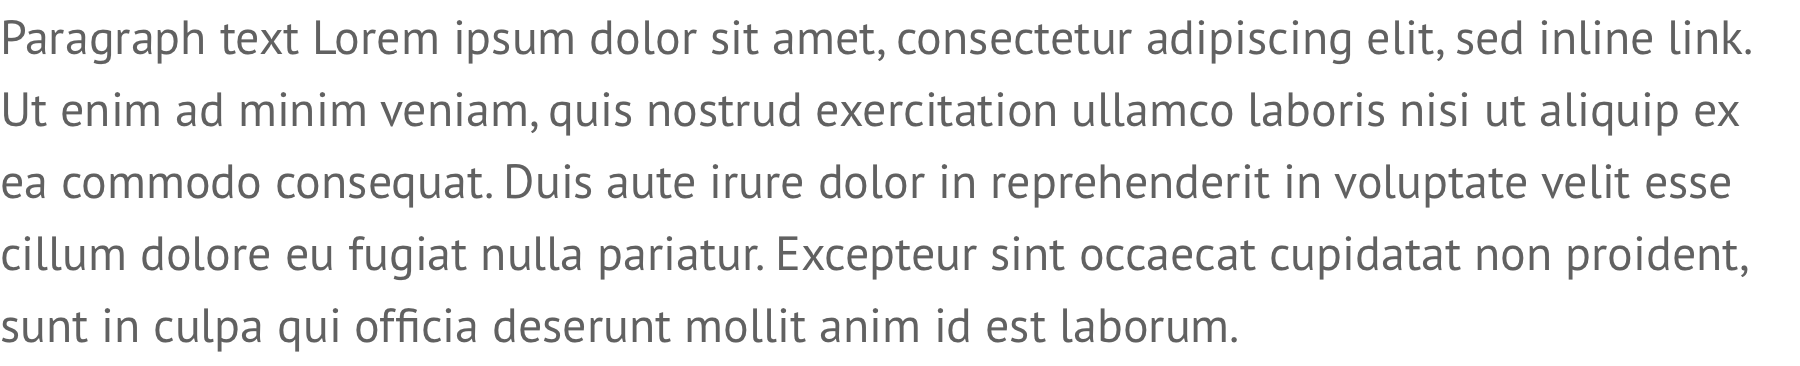 Paragraph text Lorem ipsum dolor sit amet, consectetur adipiscing elit, sed inline link.
Ut enim ad minim veniam, quis nostrud exercitation ullamco laboris nisi ut aliquip ex
ea commodo consequat. Duis aute irure dolor in reprehenderit in voluptate velit esse
cillum dolore eu fugiat nulla pariatur. Excepteur sint occaecat cupidatat non proident,
sunt in culpa qui officia deserunt mollit anim id est laborum.